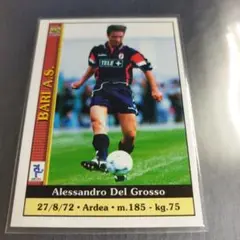 BARI A.S.
TELE+
Alessandro Del Grosso
27/8/72 • Ardea • m.185 - kg.75